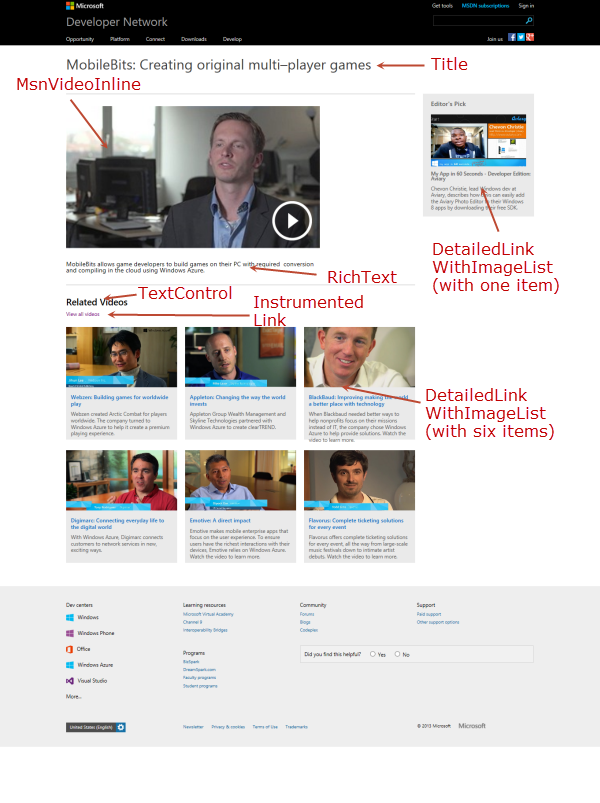 Microsoft
Get tools MSDN subscriptions Sign in
Developer Network
Opportunity Platform Connect Downloads Develop
Join us
MobileBits: Creating original multi–player games
Title
MsnVideoInline
Editor's Pick
Chevon Christie
Aviary
My App in 60 Seconds - Developer Edition:
Aviary
Chevon Christie, lead Windows dev at
Aviary, describes how devs can easily add
the Aviary Photo Editor to their Windows
8 apps by downloading their free SDK.
DetailedLink
WithImageList
(with one item)
MobileBits allows game developers to build games on their PC with required conversion
and compiling in the cloud using Windows Azure.
RichText
Related Videos
TextControl
View all videos
Instrumented
Link
Webzen: Building games for worldwide
play
Webzen created Arctic Combat for players
worldwide. The company turned to
Windows Azure to help it create a premium
playing experience.
Appleton: Changing the way the world
invests
Appleton Group Wealth Management and
Skyline Technologies partnered with
Windows Azure to create clearTREND.
BlackBaud: Improving making the world
a better place with technology
When Blackbaud needed better ways to
help nonprofits focus on their missions
instead of IT, the company chose Windows
Azure to help provide solutions. Watch the
video to learn more.
DetailedLink
WithImageList
(with six items)
Digimarc: Connecting everyday life to
the digital world
With Windows Azure, Digimarc connects
customers to network services in new,
exciting ways.
Emotive: A direct impact
Emotive makes mobile enterprise apps that
focus on the user experience. To ensure
users have the richest interactions with their
devices, Emotive relies on Windows Azure.
Watch the video to learn more.
Flavorus: Complete ticketing solutions
for every event
Flavorus offers complete ticketing solutions
for every event, all the way from large-scale
music festivals down to intimate artist
debuts. Watch the video to learn more.
Dev centers
Windows
Windows Phone
Office
Windows Azure
Visual Studio
More...
Learning resources
Microsoft Virtual Academy
Channel 9
Interoperability Bridges
Programs
BizSpark
DreamSpark.com
Faculty programs
Student programs
Community
Forums
Blogs
Codeplex
Support
Paid support
Other support options
Did you find this helpful? Yes No
United States (English)
Newsletter Privacy & cookies Terms of Use Trademarks
© 2013 Microsoft Microsoft